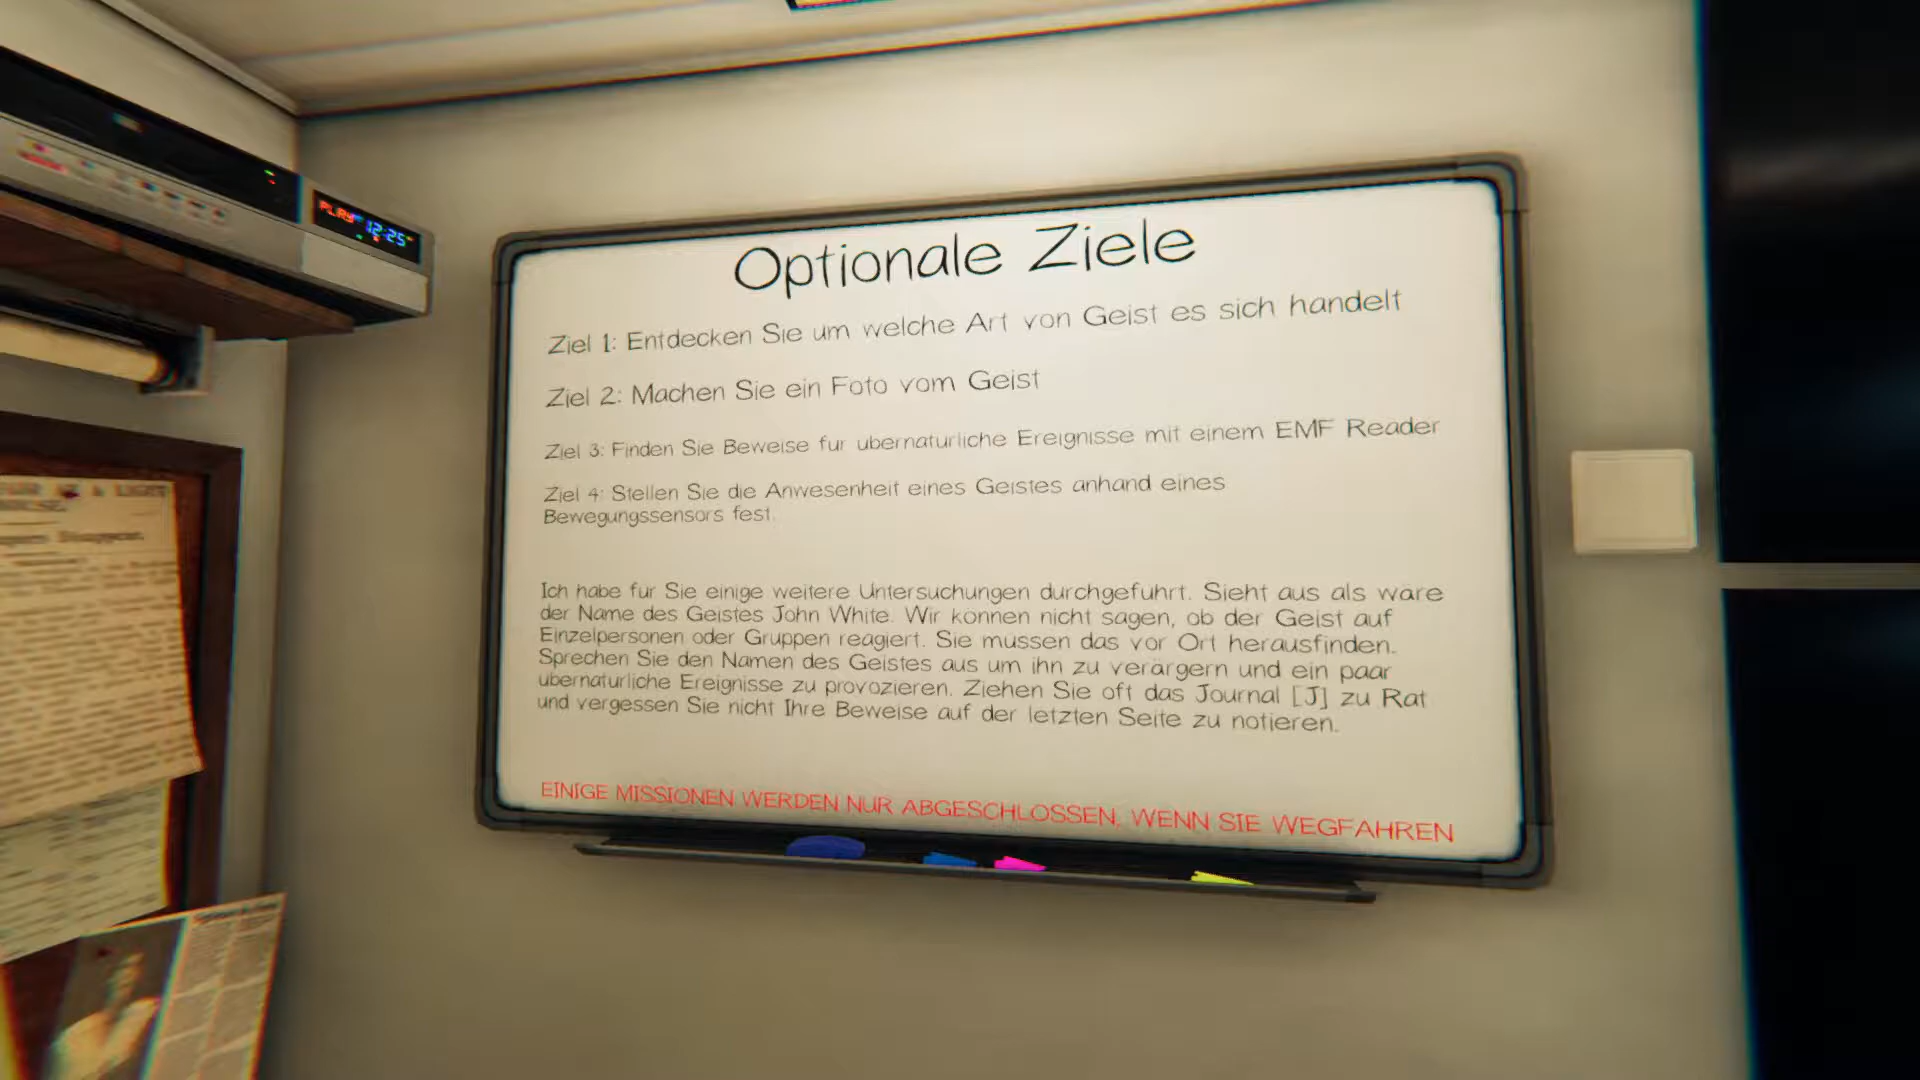 PLAY 12:25
Optionale Ziele
Ziel 1: Entdecken Sie um welche Art von Geist es sich handelt
Ziel 2: Machen Sie ein Foto vom Geist
Ziel 3: Finden Sie Beweise fur ubernaturliche Ereignisse mit einem EMF Reader
Ziel 4: Stellen Sie die Anwesenheit eines Geistes anhand eines
Bewegungssensors fest.
Ich habe fur Sie einige weitere Untersuchungen durchgefuhrt. Sieht aus als ware
der Name des Geistes John White. Wir konnen nicht sagen, ob der Geist auf
Einzelpersonen oder Gruppen reagiert. Sie mussen das vor Ort herausfinden.
Sprechen Sie den Namen des Geistes aus um ihn zu verärgern und ein paar
ubernaturliche Ereignisse zu provozieren. Ziehen Sie oft das Journal [J] zu Rat
und vergessen Sie nicht Ihre Beweise auf der letzten Seite zu notieren.
EINIGE MISSIONEN WERDEN NUR ABGESCHLOSSEN, WENN SIE WEGFAHREN